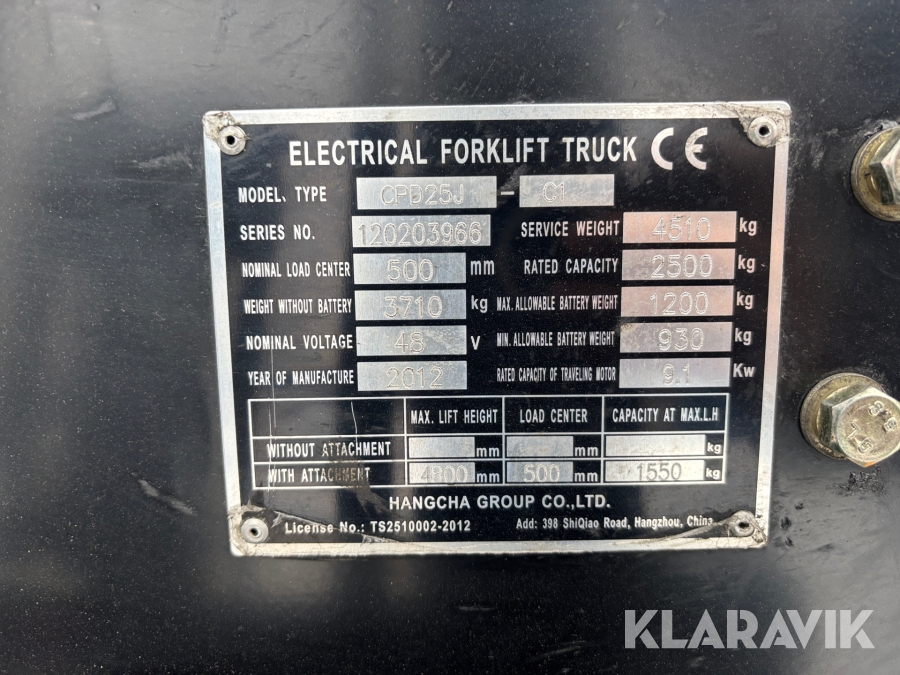 ELECTRICAL FORKLIFT TRUCK CE
MODEL, TYPE CPD25J - C1
SERIES NO. 120203966 SERVICE WEIGHT 4510 kg
NOMINAL LOAD CENTER 500 mm RATED CAPACITY 2500 kg
WEIGHT WITHOUT BATTERY 3710 kg MAX. ALLOWABLE BATTERY WEIGHT 1200 kg
NOMINAL VOLTAGE 48 V MIN. ALLOWABLE BATTERY WEIGHT 930 kg
YEAR OF MANUFACTURE 2012 RATED CAPACITY OF TRAVELING MOTOR 9.1 Kw
MAX. LIFT HEIGHT LOAD CENTER CAPACITY AT MAX.L.H
WITHOUT ATTACHMENT mm mm kg
WITH ATTACHMENT 4800 mm 500 mm 1550 kg
HANGCHA GROUP CO.,LTD.
License No.: TS2510002-2012 Add: 398 ShiQiao Road, Hangzhou, China
KLARAVIK